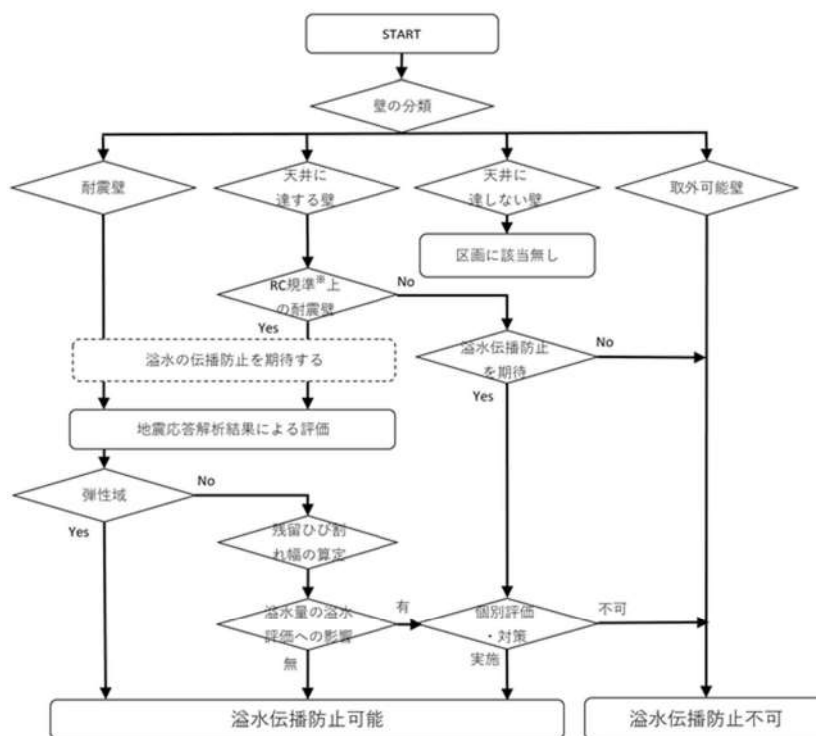 START
壁の分類
耐震壁
天井に
達する壁
天井に
達しない壁
取外可能壁
区画に該当無し
RC規準※上
の耐震壁
No
Yes
溢水伝播防止
を期待
No
Yes
溢水の伝播防止を期待する
地震応答解析結果による評価
弾性域
No
Yes
残留ひび割
れ幅の算定
溢水量の溢水
評価への影響
有
無
個別評価
・対策
不可
実施
溢水伝播防止可能
溢水伝播防止不可